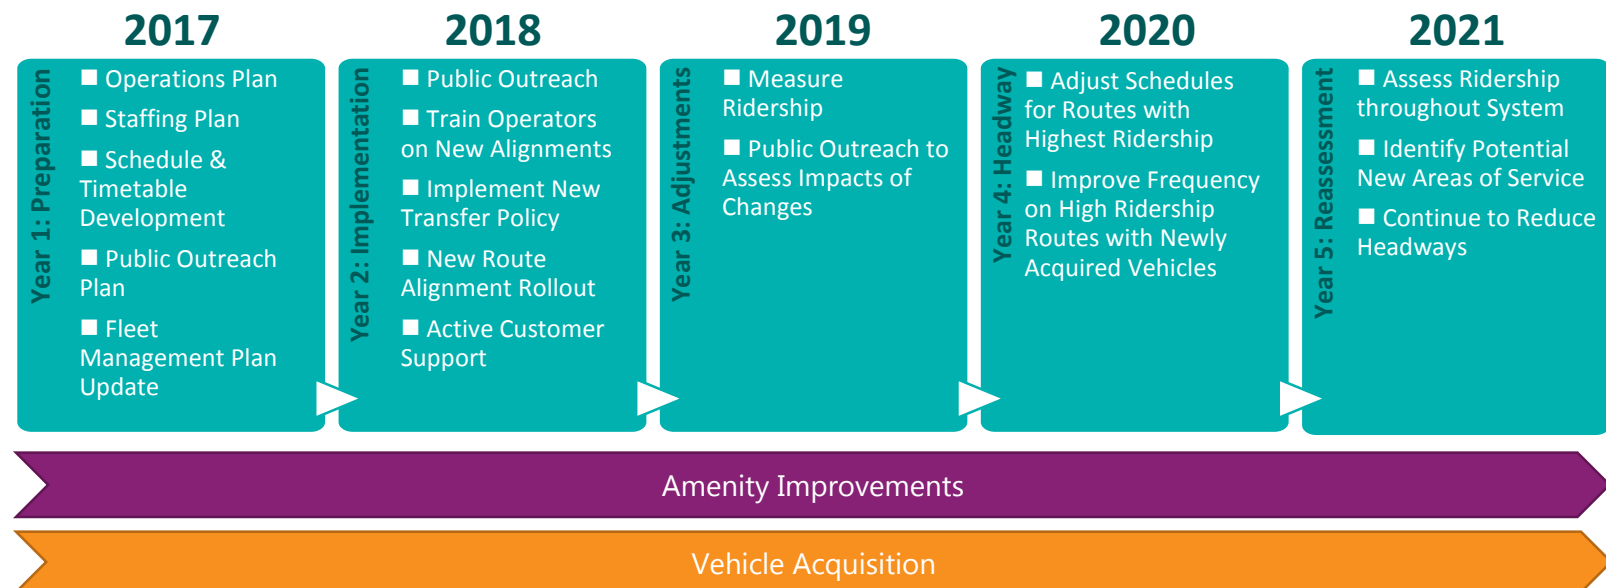 2017
Year 1: Preparation
■ Operations Plan
■ Staffing Plan
■ Schedule &
Timetable
Development
■ Public Outreach
Plan
■ Fleet
Management Plan
Update
2018
Year 2: Implementation
■ Public Outreach
■ Train Operators
on New Alignments
■ Implement New
Transfer Policy
■ New Route
Alignment Rollout
■ Active Customer
Support
2019
Year 3: Adjustments
■ Measure
Ridership
■ Public Outreach to
Assess Impacts of
Changes
2020
Year 4: Headway
■ Adjust Schedules
for Routes with
Highest Ridership
■ Improve Frequency
on High Ridership
Routes with Newly
Acquired Vehicles
2021
Year 5: Reassessment
■ Assess Ridership
throughout System
■ Identify Potential
New Areas of Service
■ Continue to Reduce
Headways
Amenity Improvements
Vehicle Acquisition